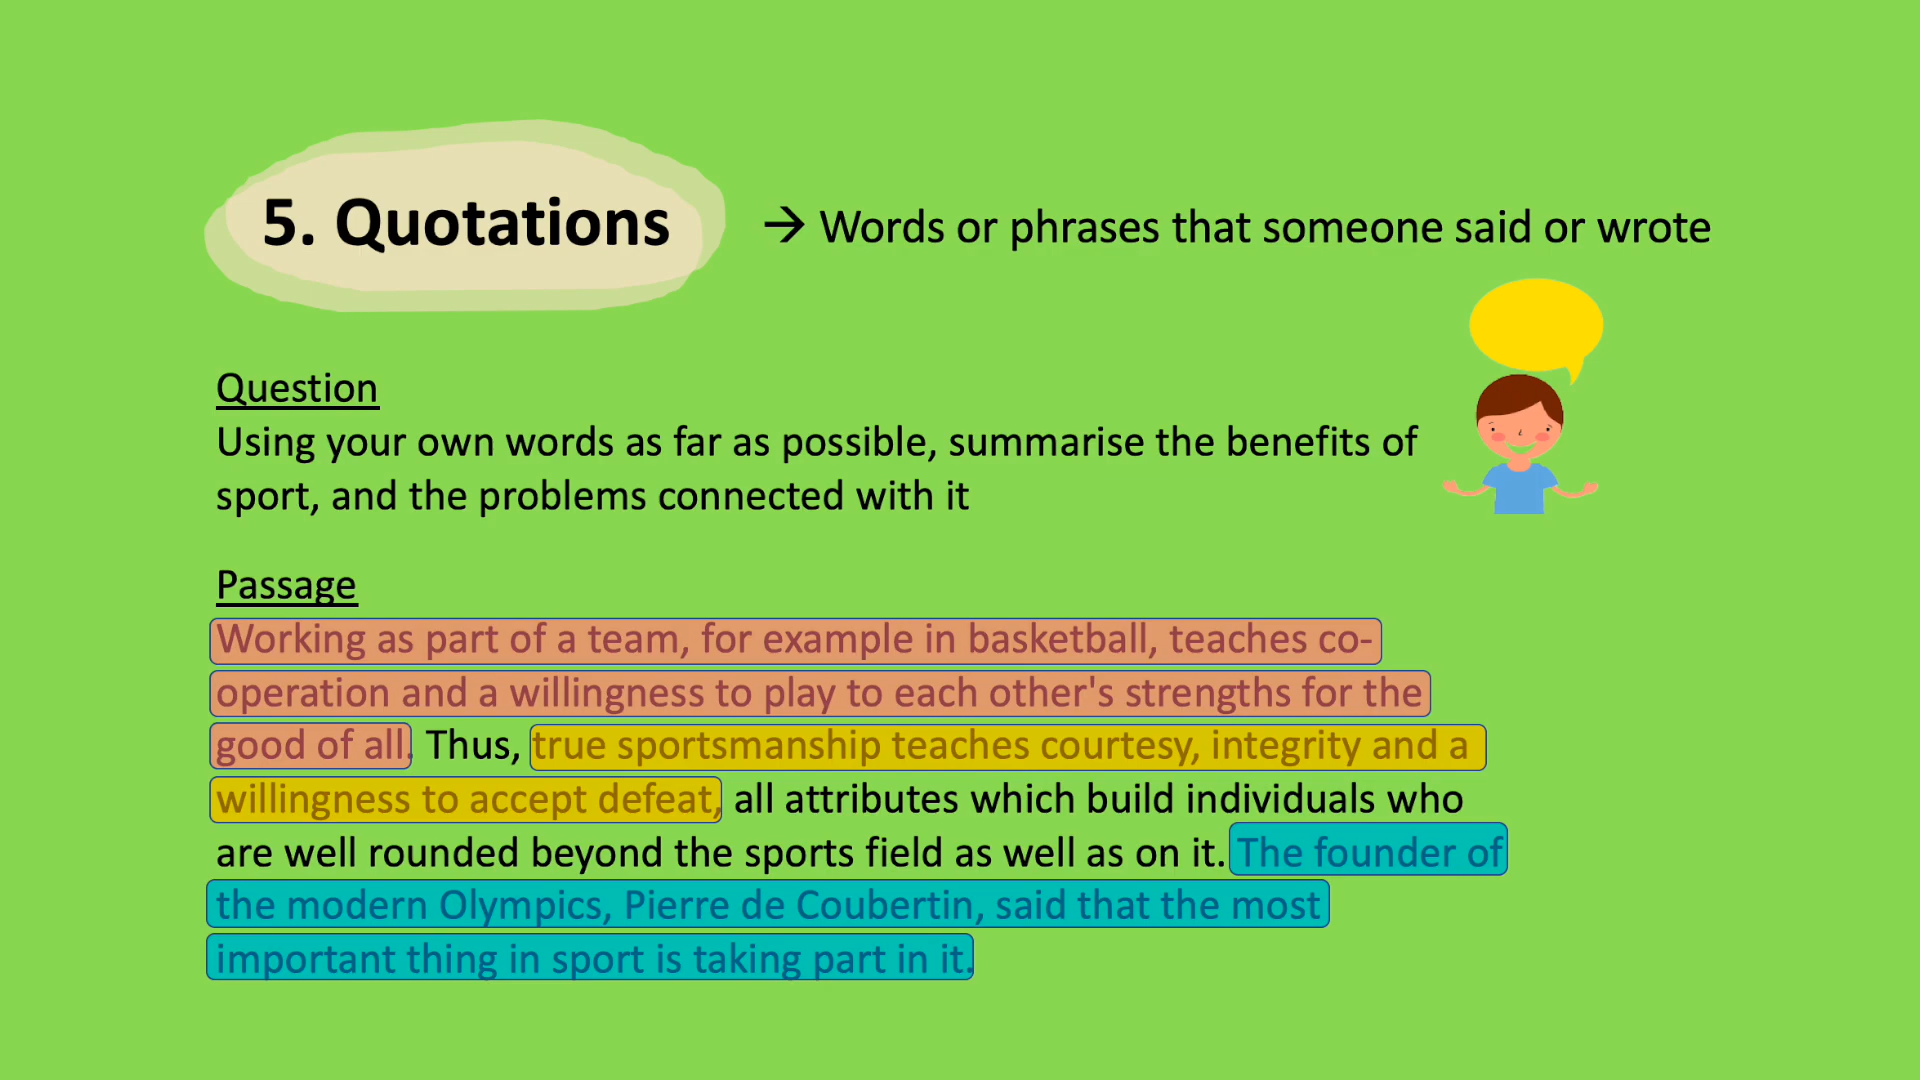 5. Quotations → Words or phrases that someone said or wrote
Question
Using your own words as far as possible, summarise the benefits of
sport, and the problems connected with it
Passage
Working as part of a team, for example in basketball, teaches co-
operation and a willingness to play to each other's strengths for the
good of all. Thus, true sportsmanship teaches courtesy, integrity and a
willingness to accept defeat, all attributes which build individuals who
are well rounded beyond the sports field as well as on it. The founder of
the modern Olympics, Pierre de Coubertin, said that the most
important thing in sport is taking part in it.